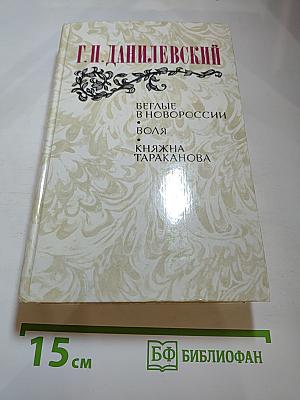 Г.П.ДАНИЛЕВСКИЙ
БЕГЛЫЕ
В НОВОРОССИИ
•
ВОЛЯ
•
КНЯЖНА
ТАРАКАНОВА
15 см
БФ БИБЛИОФАН